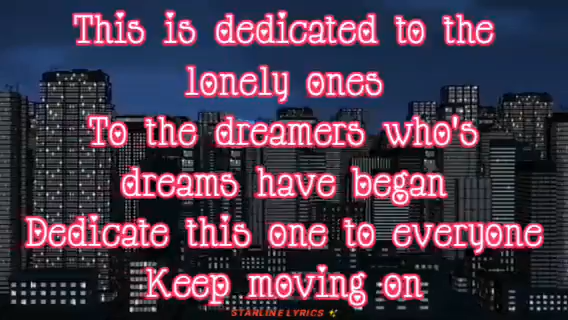 This is dedicated to the
lonely ones
To the dreamers who's
dreams have began
Dedicate this one to everyone
Keep moving on
STARLINE LYRICS